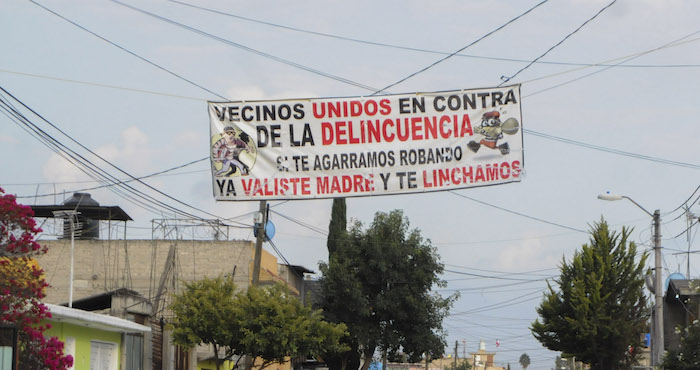 VECINOS UNIDOS EN CONTRA
DE LA DELINCUENCIA
SI TE AGARRAMOS ROBANDO
YA VALISTE MADRE Y TE LINCHAMOS